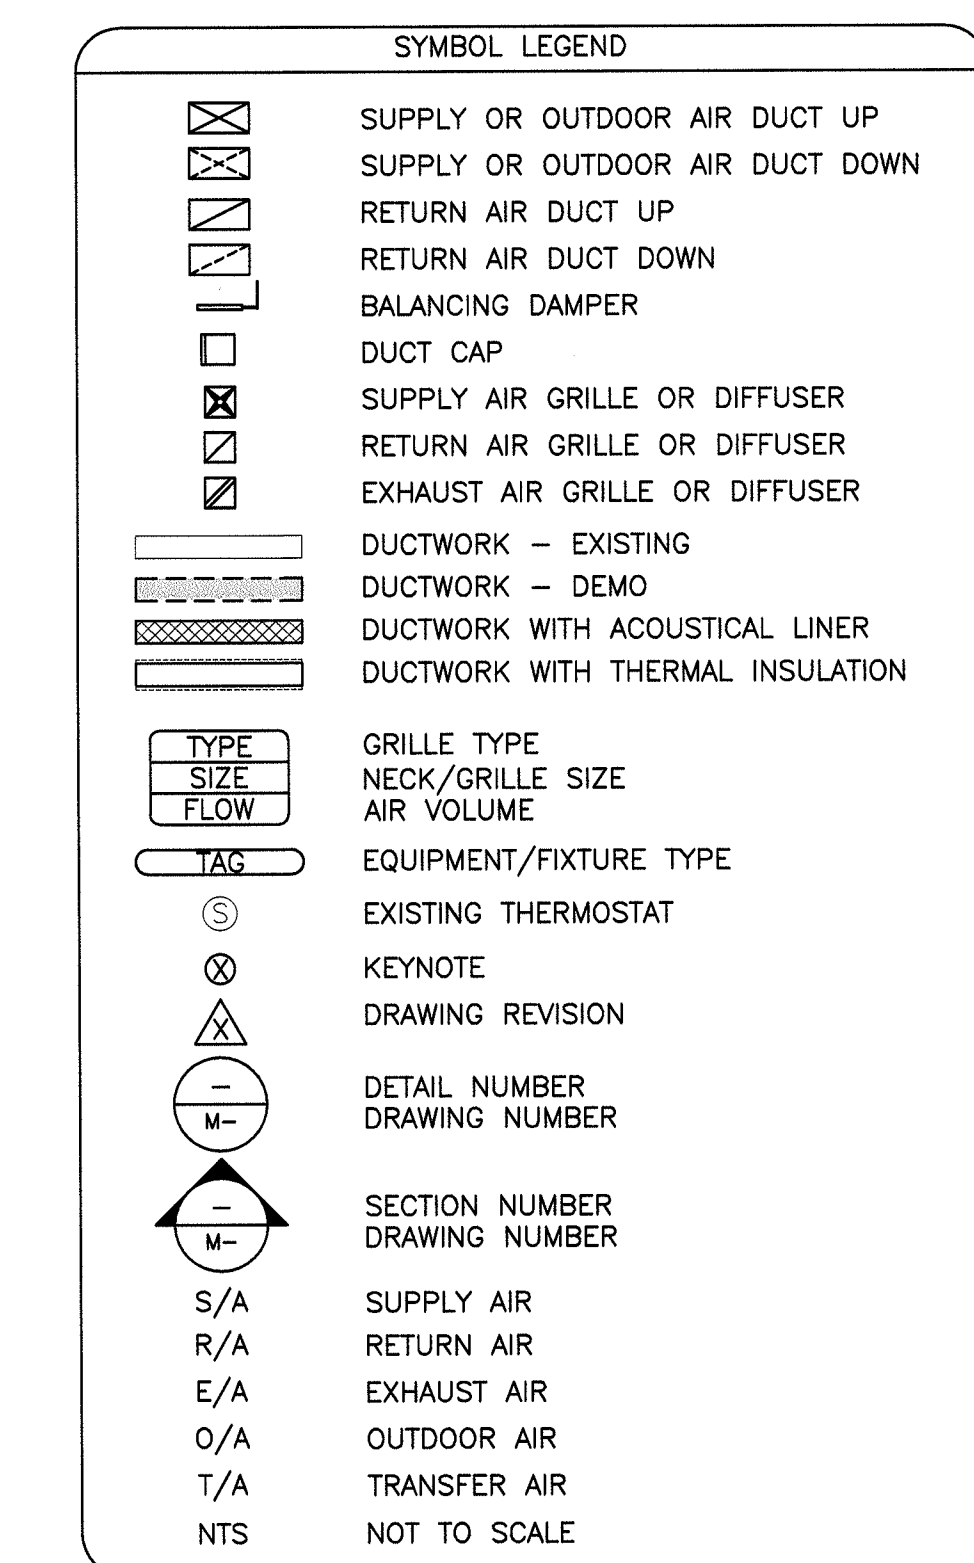 SYMBOL LEGEND
SUPPLY OR OUTDOOR AIR DUCT UP
SUPPLY OR OUTDOOR AIR DUCT DOWN
RETURN AIR DUCT UP
RETURN AIR DUCT DOWN
BALANCING DAMPER
DUCT CAP
SUPPLY AIR GRILLE OR DIFFUSER
RETURN AIR GRILLE OR DIFFUSER
EXHAUST AIR GRILLE OR DIFFUSER
DUCTWORK – EXISTING
DUCTWORK – DEMO
DUCTWORK WITH ACOUSTICAL LINER
DUCTWORK WITH THERMAL INSULATION
TYPE GRILLE TYPE
SIZE NECK/GRILLE SIZE
FLOW AIR VOLUME
TAG EQUIPMENT/FIXTURE TYPE
S EXISTING THERMOSTAT
X KEYNOTE
X DRAWING REVISION
– DETAIL NUMBER
M– DRAWING NUMBER
– SECTION NUMBER
M– DRAWING NUMBER
S/A SUPPLY AIR
R/A RETURN AIR
E/A EXHAUST AIR
O/A OUTDOOR AIR
T/A TRANSFER AIR
NTS NOT TO SCALE